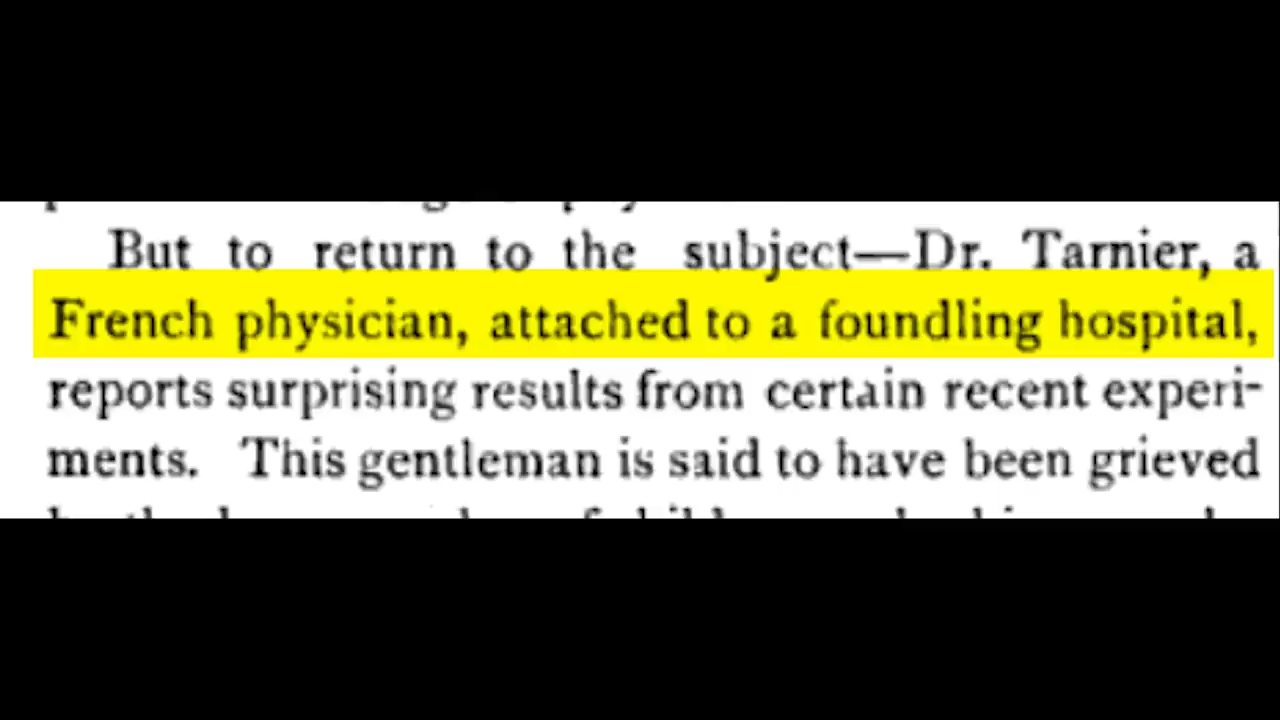 But to return to the subject—Dr. Tarnier, a
French physician, attached to a foundling hospital,
reports surprising results from certain recent experi-
ments. This gentleman is said to have been grieved